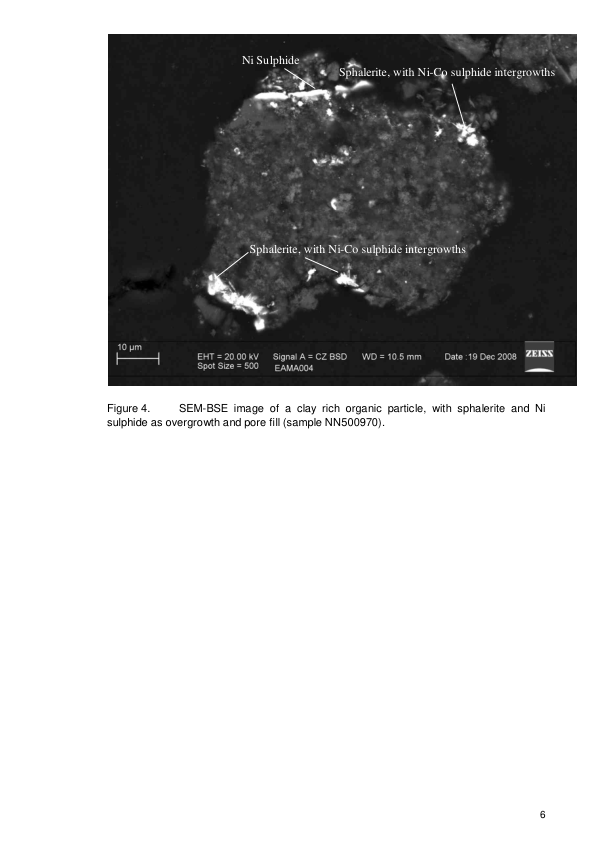 Ni Sulphide
Sphalerite, with Ni-Co sulphide intergrowths
Sphalerite, with Ni-Co sulphide intergrowths
10 µm
EHT = 20.00 kV Signal A = CZ BSD WD = 10.5 mm Date :19 Dec 2008 ZEISS
Spot Size = 500 EAMA004
Figure 4. SEM-BSE image of a clay rich organic particle, with sphalerite and Ni
sulphide as overgrowth and pore fill (sample NN500970).
6